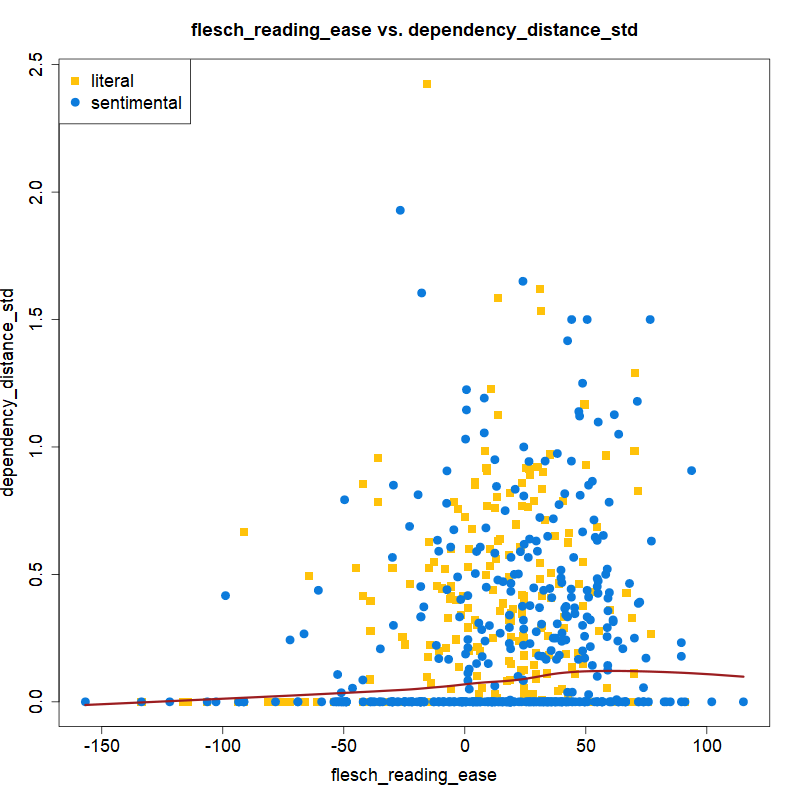 flesch_reading_ease vs. dependency_distance_std
literal
sentimental
dependency_distance_std
2.5
2.0
1.5
1.0
0.5
0.0
-150 -100 -50 0 50 100
flesch_reading_ease